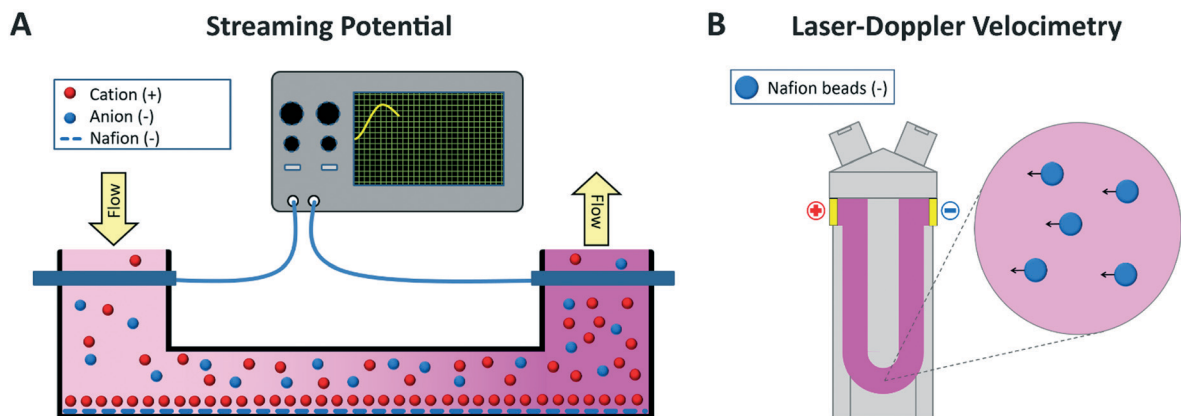 A
Streaming Potential
Cation (+)
Anion (-)
Nafion (-)
Flow
Flow
B
Laser-Doppler Velocimetry
Nafion beads (-)
+
−